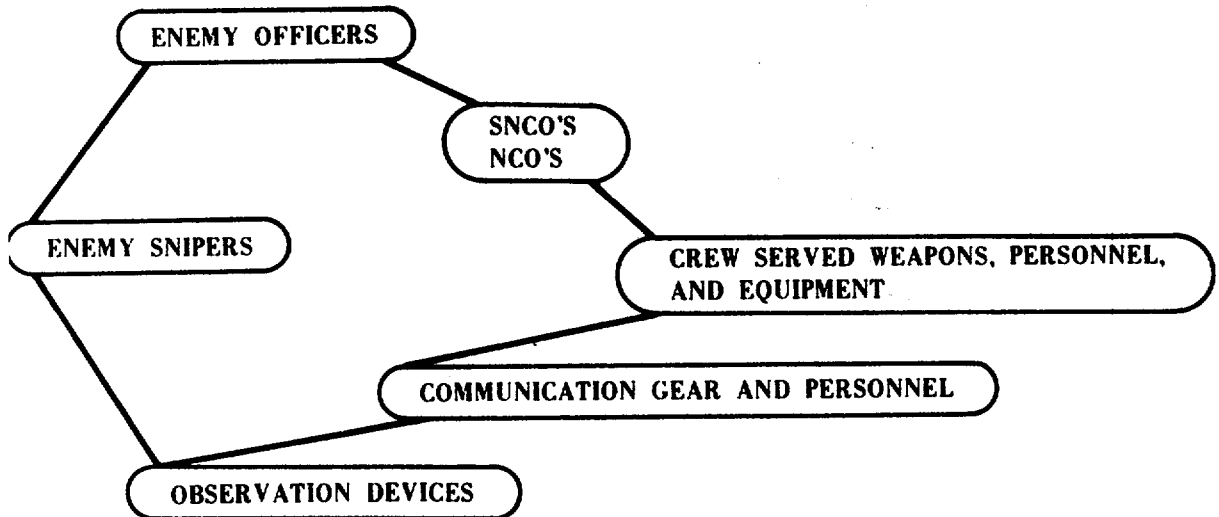 ENEMY OFFICERS
SNCO'S
NCO'S
ENEMY SNIPERS
CREW SERVED WEAPONS, PERSONNEL,
AND EQUIPMENT
COMMUNICATION GEAR AND PERSONNEL
OBSERVATION DEVICES